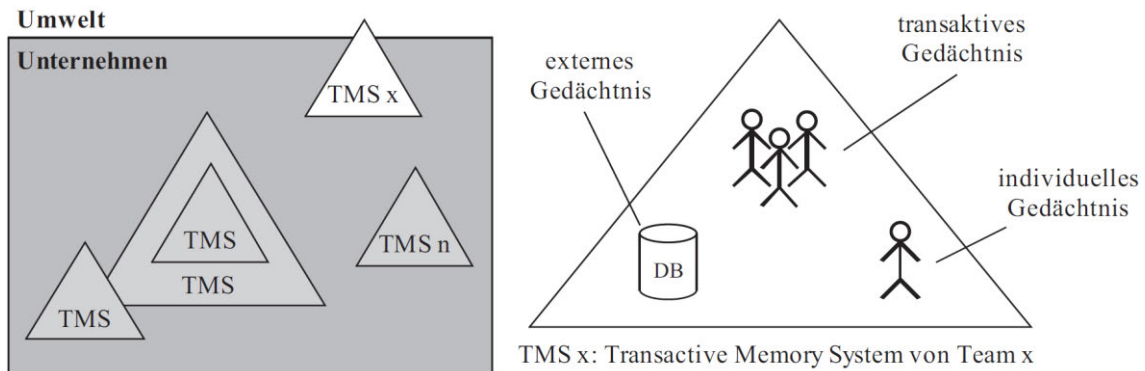 Umwelt
Unternehmen
TMS x
TMS
TMS n
TMS
TMS
externes
Gedächtnis
transaktives
Gedächtnis
individuelles
Gedächtnis
DB
TMS x: Transactive Memory System von Team x